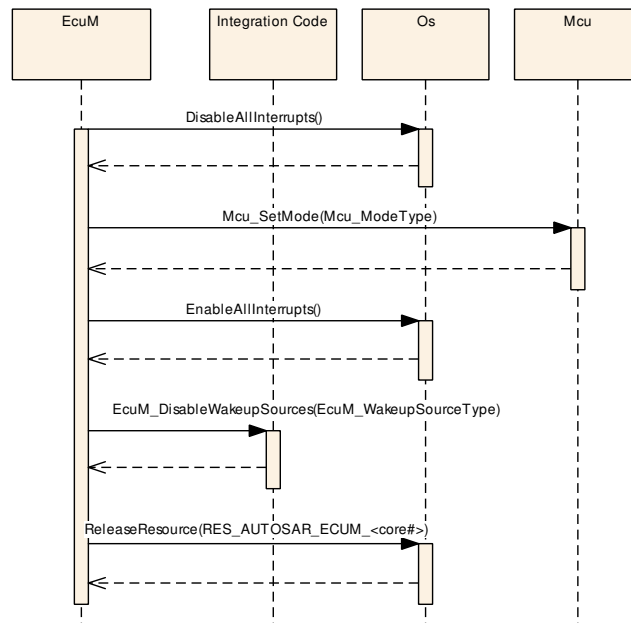 EcuM
Integration Code
Os
Mcu
DisableAllInterrupts()
Mcu_SetMode(Mcu_ModeType)
EnableAllInterrupts()
EcuM_DisableWakeupSources(EcuM_WakeupSourceType)
ReleaseResource(RES_AUTOSAR_ECUM_<core#>)